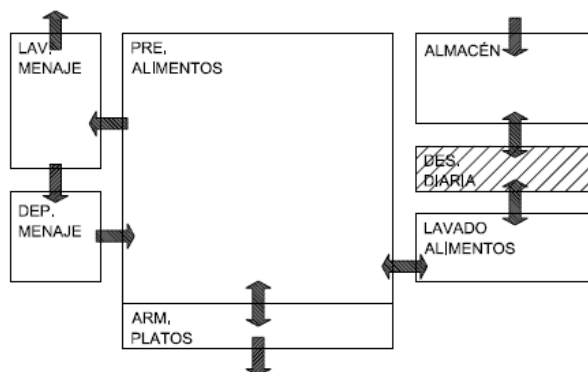 LAV.
MENAJE
PRE.
ALIMENTOS
ALMACÉN
DES.
DIARIA
DEP.
MENAJE
LAVADO
ALIMENTOS
ARM.
PLATOS